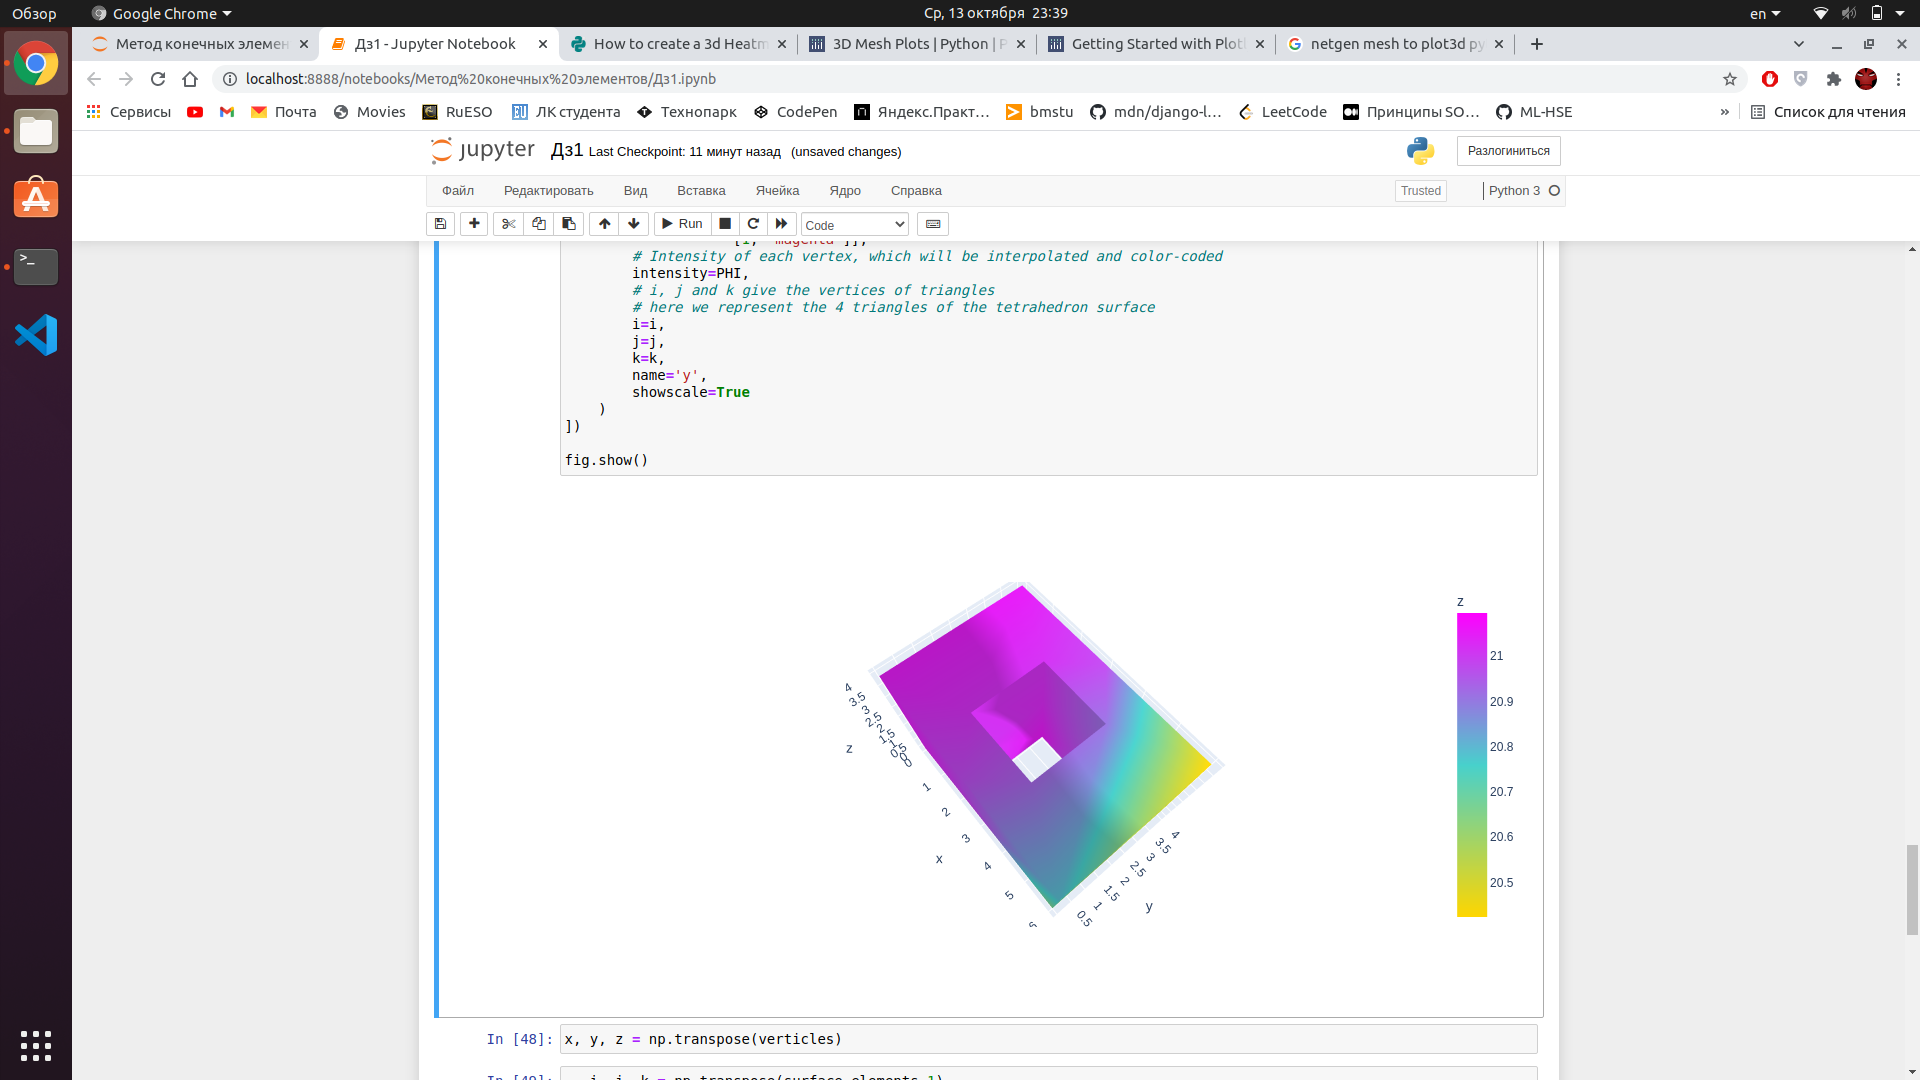 Обзор
Google Chrome
Ср, 13 октября 23:39
en
Метод конечных элемен
Дз1 - Jupyter Notebook
How to create a 3d Heatm
3D Mesh Plots | Python | P
Getting Started with Plotl
netgen mesh to plot3d py
localhost:8888/notebooks/Метод%20конечных%20элементов/Дз1.ipynb
Сервисы
Почта
Movies
RuESO
ЛК студента
Технопарк
CodePen
Яндекс.Практ…
bmstu
mdn/django-l…
LeetCode
Принципы SO…
ML-HSE
»
Список для чтения
jupyter
Дз1 Last Checkpoint: 11 минут назад (unsaved changes)
Разлогиниться
Файл
Редактировать
Вид
Вставка
Ячейка
Ядро
Справка
Trusted
Python 3
Run
Code
# Intensity of each vertex, which will be interpolated and color-coded
intensity=PHI,
# i, j and k give the vertices of triangles
# here we represent the 4 triangles of the tetrahedron surface
i=i,
j=j,
k=k,
name='y',
showscale=True
)
])
fig.show()
z
21
20.9
20.8
20.7
20.6
20.5
4
3.5
3
2.5
2
1.5
1
0.5
0
z
0
1
2
3
4
5
6
x
4
3.5
3
2.5
2
1.5
1
0.5
y
In [48]: x, y, z = np.transpose(verticles)
In [49]: i, j, k = np.transpose(surface_elements-1)